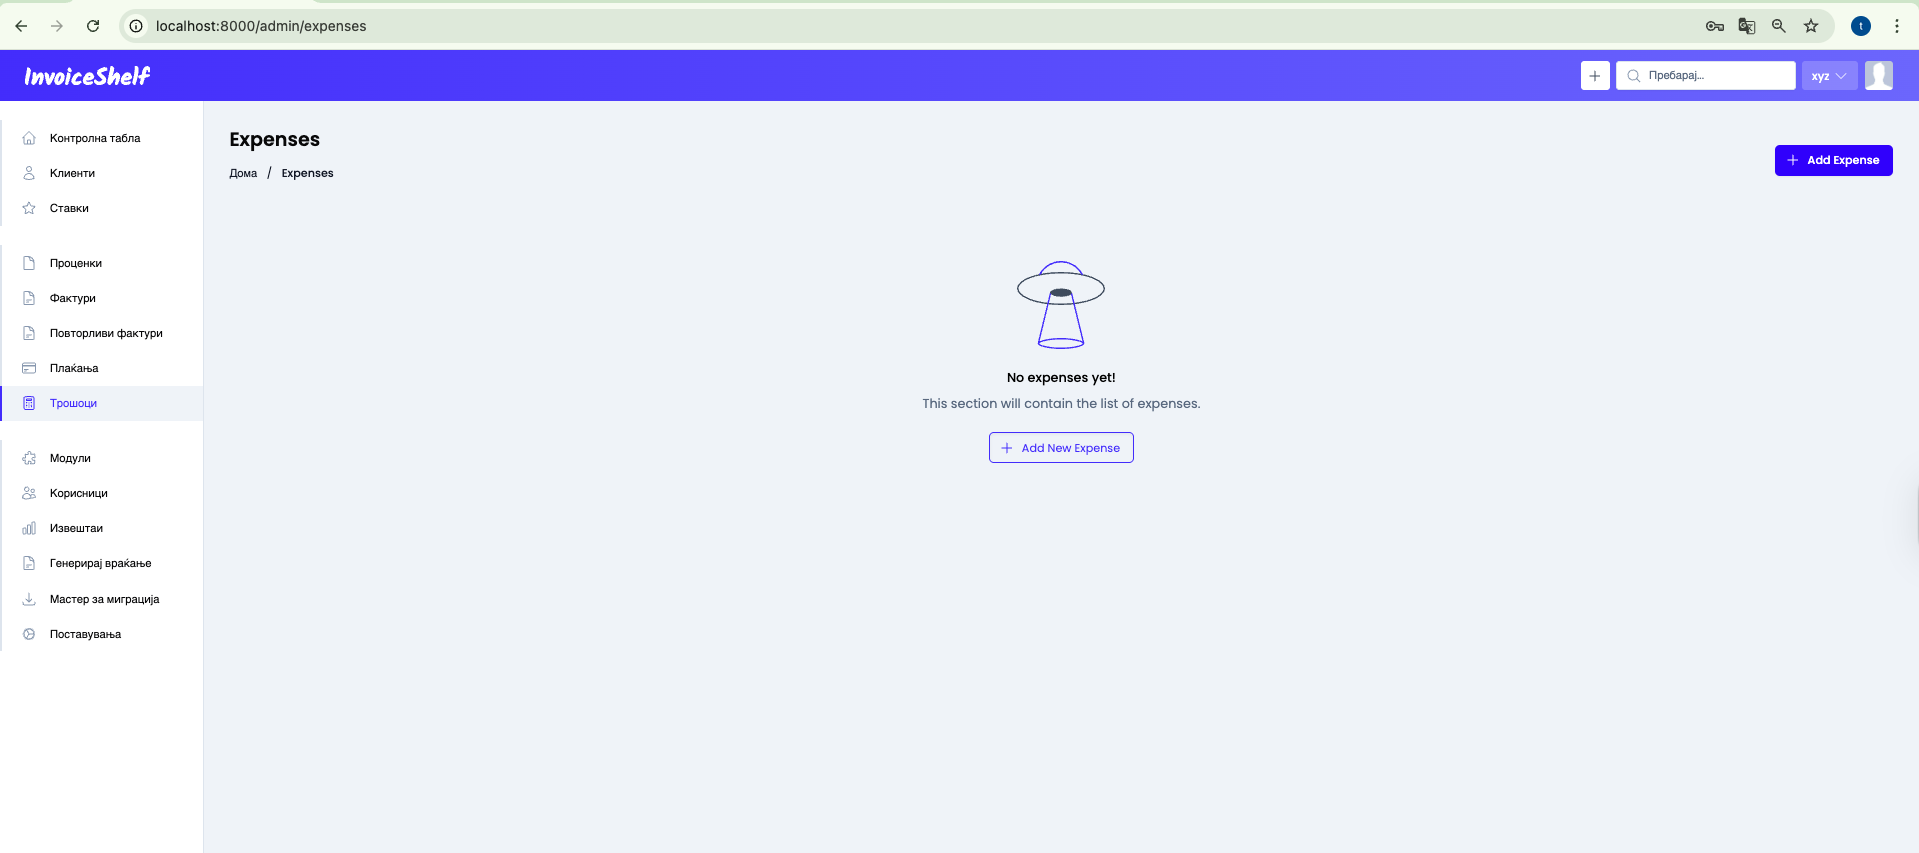 localhost:8000/admin/expenses
t
InvoiceShelf
Пребарај...
xyz
Контролна табла
Клиенти
Ставки
Проценки
Фактури
Повторливи фактури
Плаќања
Трошоци
Модули
Корисници
Извештаи
Генерирај враќање
Мастер за миграција
Поставувања
Expenses
Дома / Expenses
Add Expense
No expenses yet!
This section will contain the list of expenses.
Add New Expense